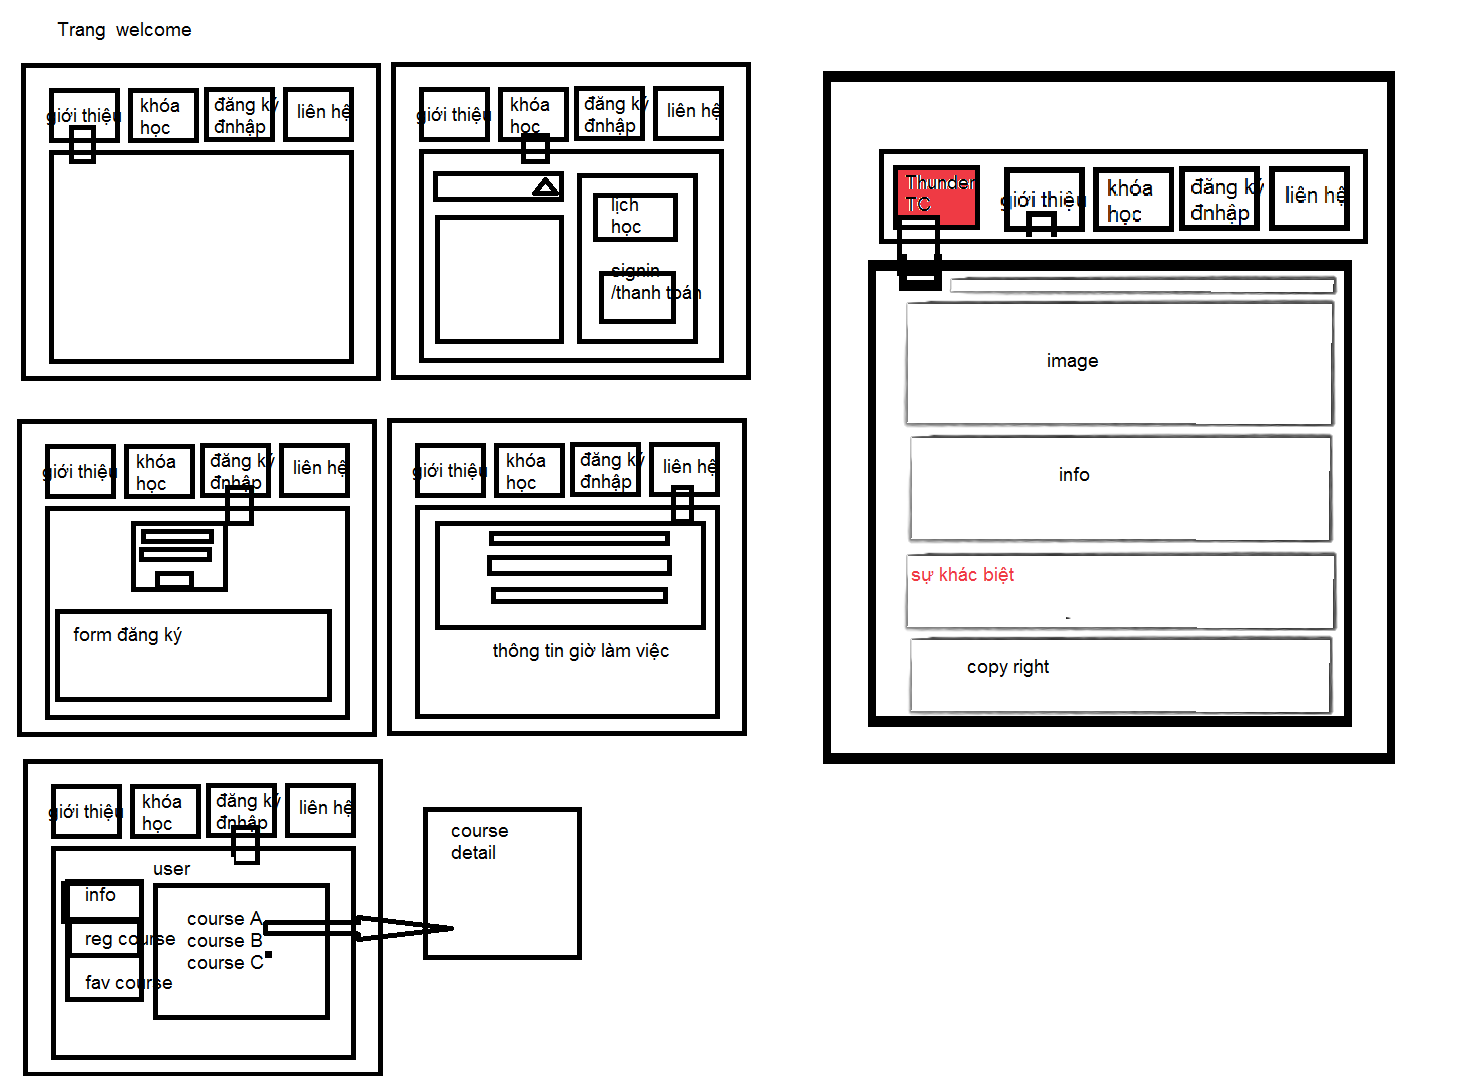 Trang  welcome
giới thiệu
khóa
học
đăng ký
đnhập
liên hệ
giới thiệu
khóa
học
đăng ký
đnhập
liên hệ
lịch
học
signin
/thanh toán
giới thiệu
khóa
học
đăng ký
đnhập
liên hệ
form đăng ký
giới thiệu
khóa
học
đăng ký
đnhập
liên hệ
thông tin giờ làm việc
giới thiệu
khóa
học
đăng ký
đnhập
liên hệ
user
info
reg course
fav course
course A
course B
course C
course
detail
Thunder
TC
giới thiệu
khóa
học
đăng ký
đnhập
liên hệ
image
info
sự khác biệt
copy right